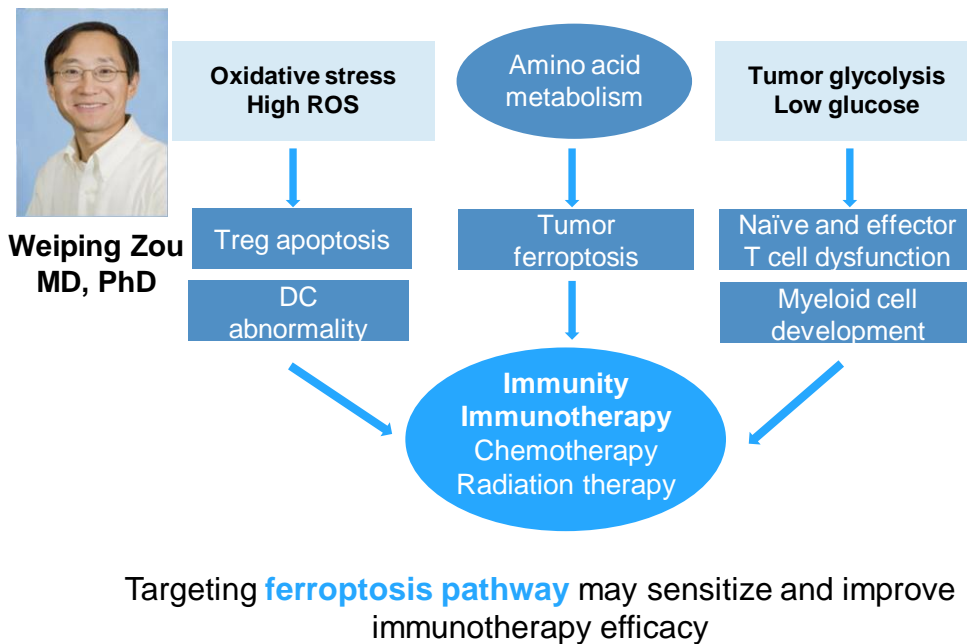 Weiping Zou
MD, PhD
Oxidative stress
High ROS
Treg apoptosis
DC
abnormality
Amino acid
metabolism
Tumor
ferroptosis
Tumor glycolysis
Low glucose
Naïve and effector
T cell dysfunction
Myeloid cell
development
Immunity
Immunotherapy
Chemotherapy
Radiation therapy
Targeting ferroptosis pathway may sensitize and improve
immunotherapy efficacy